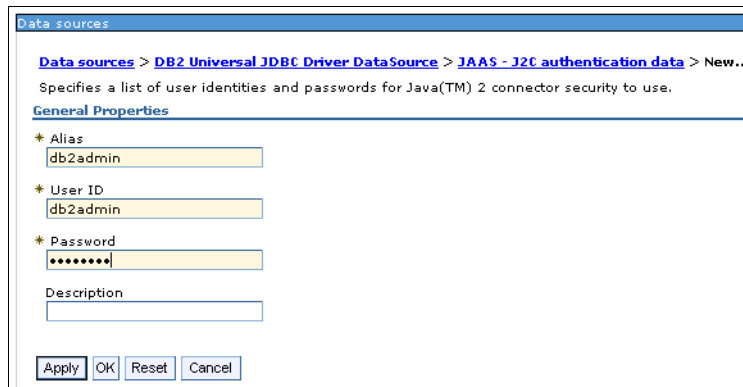 Data sources
Data sources > DB2 Universal JDBC Driver DataSource > JAAS - J2C authentication data > New..
Specifies a list of user identities and passwords for Java(TM) 2 connector security to use.
General Properties
* Alias
db2admin
* User ID
db2admin
* Password
••••••••
Description
Apply OK Reset Cancel